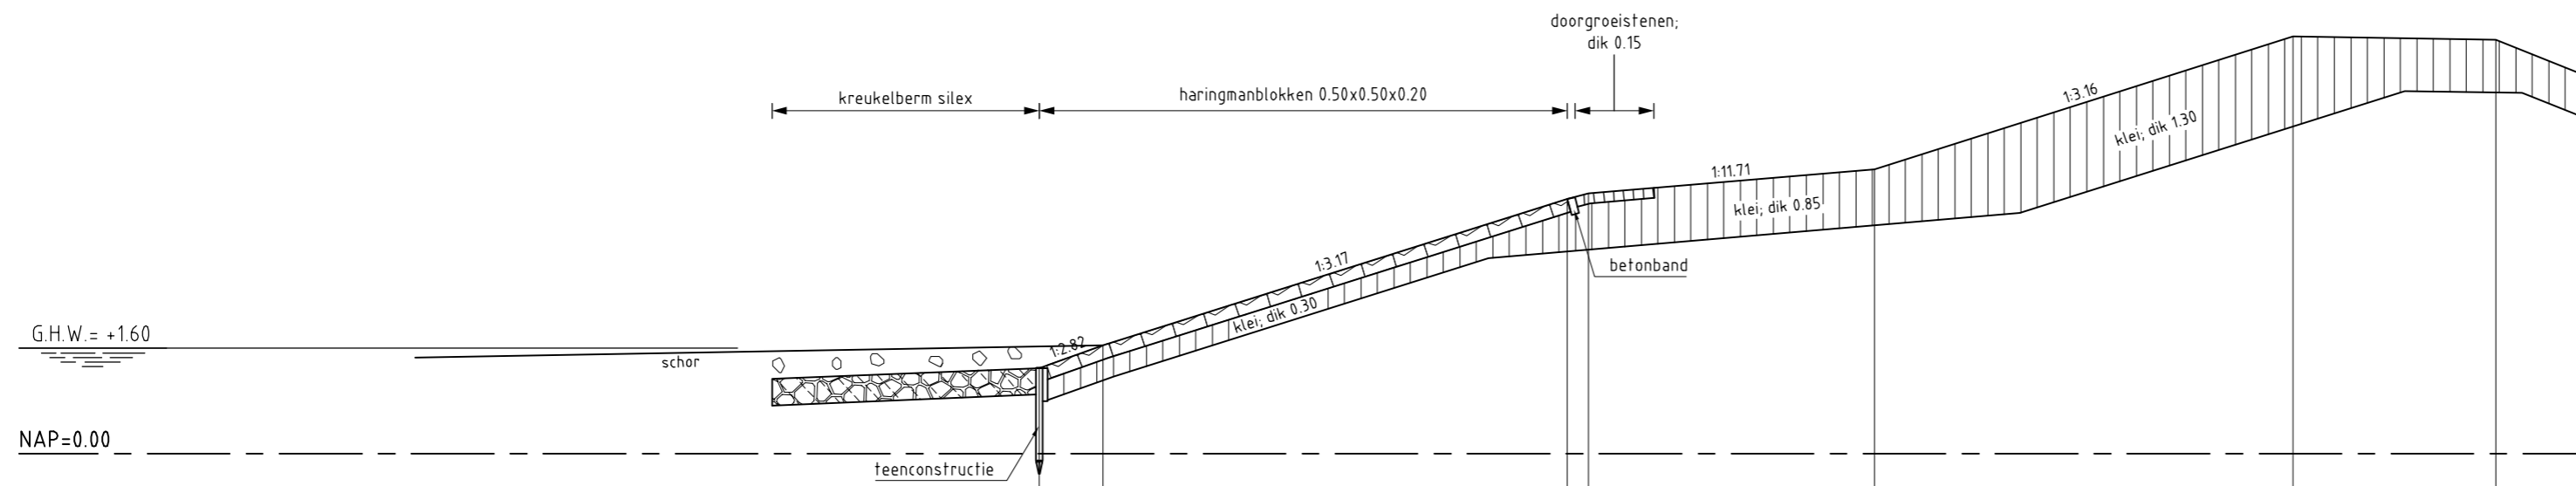 doorgroeistenen;
dik 0.15
kreukelberm silex
haringmanblokken 0.50x0.50x0.20
1:3.16
klei; dik 1.30
1:11.71
klei; dik 0.85
1:3.17
betonband
klei; dik 0.30
G.H.W.= +1.60
1:2.82
schor
NAP=0.00
teenconstructie